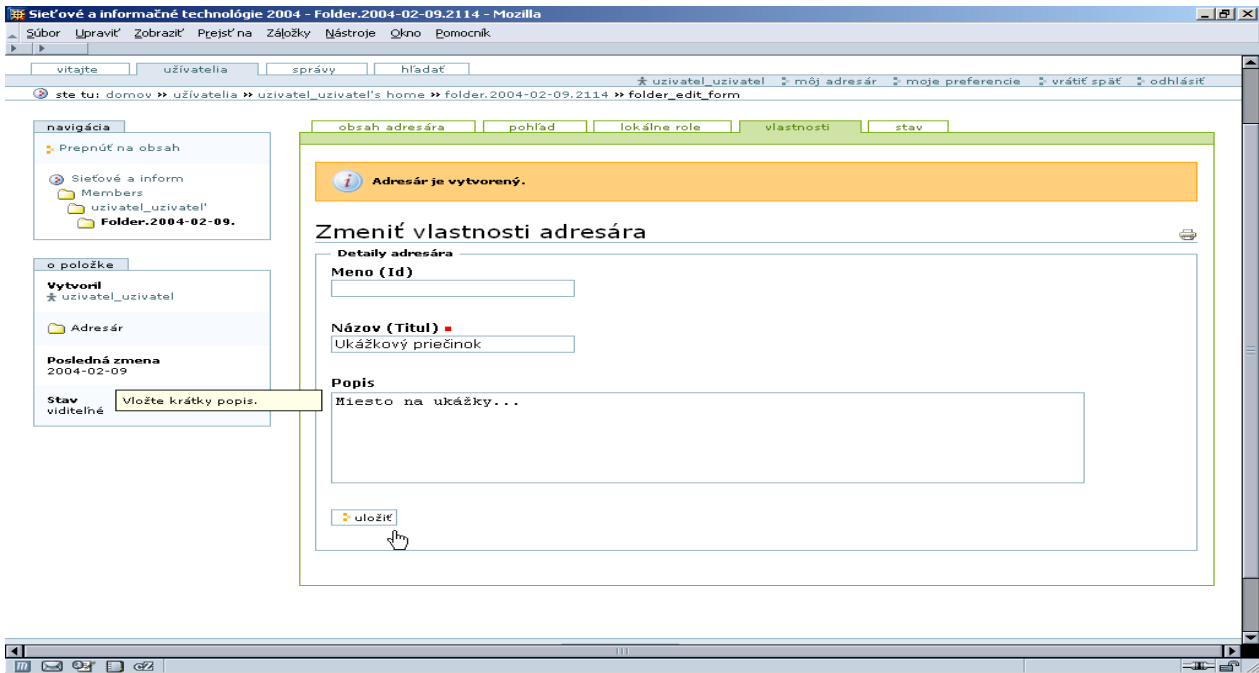 Sieťové a informačné technológie 2004 - Folder.2004-02-09.2114 - Mozilla
Súbor Upraviť Zobraziť Prejsť na Záložky Nástroje Okno Pomocník
vitajte užívatelia správy hľadať
uzivatel_uzivatel môj adresár moje preferencie vrátiť späť odhlásiť
ste tu: domov » užívatelia » uzivatel_uzivatel's home » folder.2004-02-09.2114 » folder_edit_form
navigácia
Prepnúť na obsah
Sieťové a inform
Members
uzivatel_uzivatel'
Folder.2004-02-09.
o položke
Vytvoril
uzivatel_uzivatel
Adresár
Posledná zmena
2004-02-09
Stav
viditeľné
Vložte krátky popis.
obsah adresára pohľad lokálne role vlastnosti stav
Adresár je vytvorený.
Zmeniť vlastnosti adresára
Detaily adresára
Meno (Id)
Názov (Titul)
Ukážkový priečinok
Popis
Miesto na ukážky...
uložiť